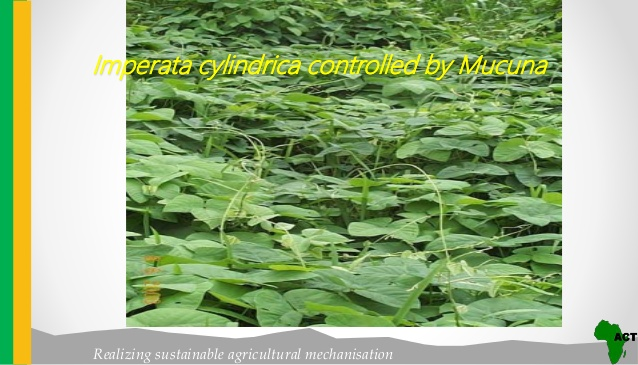 Imperata cylindrica controlled by Mucuna
ACT
Realizing sustainable agricultural mechanisation